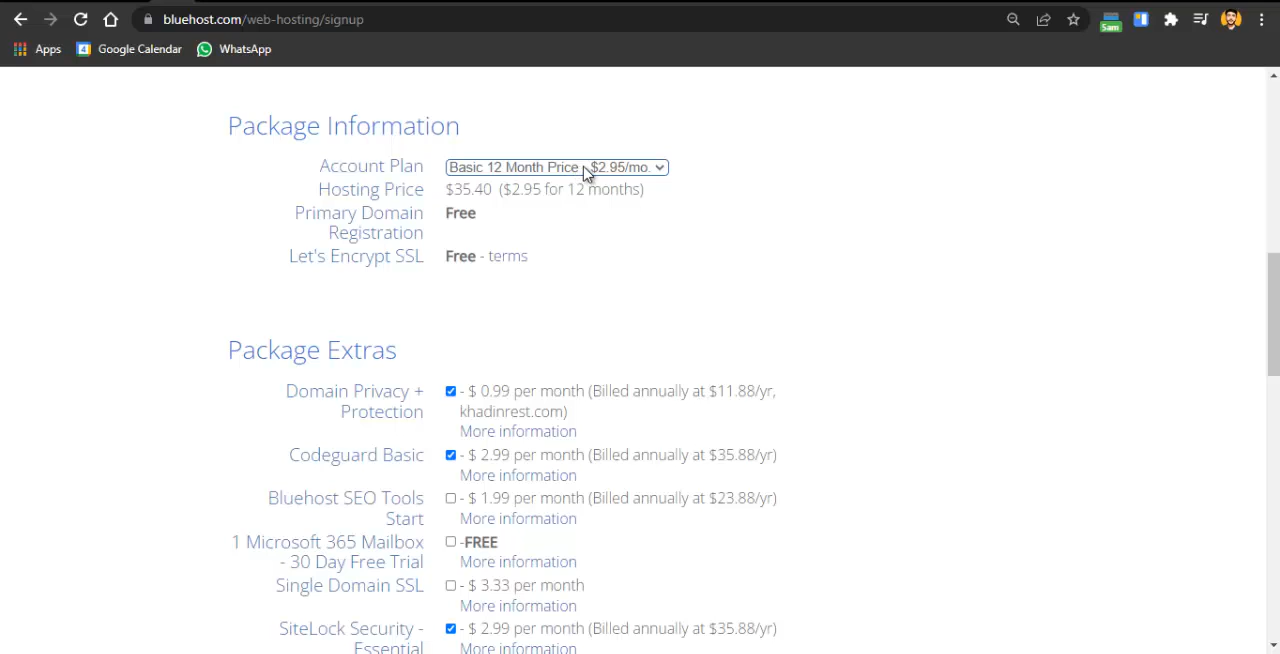 bluehost.com/web-hosting/signup
5am
Apps
4
Google Calendar
WhatsApp
Package Information
Account Plan Basic 12 Month Price - $2.95/mo.
Hosting Price $35.40 ($2.95 for 12 months)
Primary Domain Free
Registration
Let's Encrypt SSL Free - terms
Package Extras
Domain Privacy + - $ 0.99 per month (Billed annually at $11.88/yr,
Protection khadinrest.com)
More information
Codeguard Basic - $ 2.99 per month (Billed annually at $35.88/yr)
More information
Bluehost SEO Tools - $ 1.99 per month (Billed annually at $23.88/yr)
Start More information
1 Microsoft 365 Mailbox -FREE
- 30 Day Free Trial More information
Single Domain SSL - $ 3.33 per month
More information
SiteLock Security - - $ 2.99 per month (Billed annually at $35.88/yr)
Essential More information